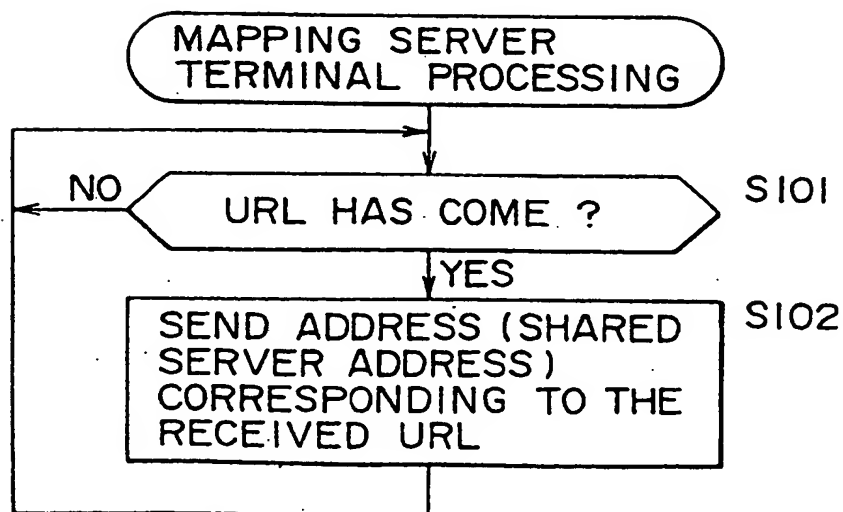 MAPPING SERVER
TERMINAL PROCESSING
NO
URL HAS COME ?
S101
YES
SEND ADDRESS (SHARED
SERVER ADDRESS)
CORRESPONDING TO THE
RECEIVED URL
S102